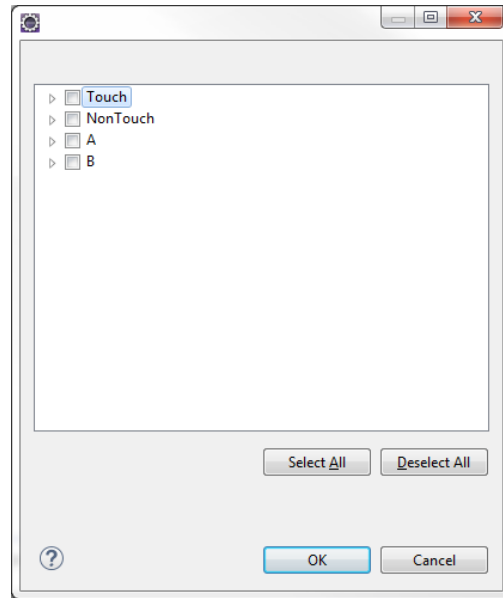 Touch
NonTouch
A
B
Select All
Deselect All
OK
Cancel